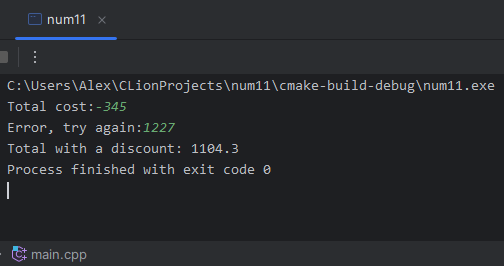 num11
C:\Users\Alex\CLionProjects\num11\cmake-build-debug\num11.exe
Total cost:-345
Error, try again:1227
Total with a discount: 1104.3
Process finished with exit code 0
main.cpp